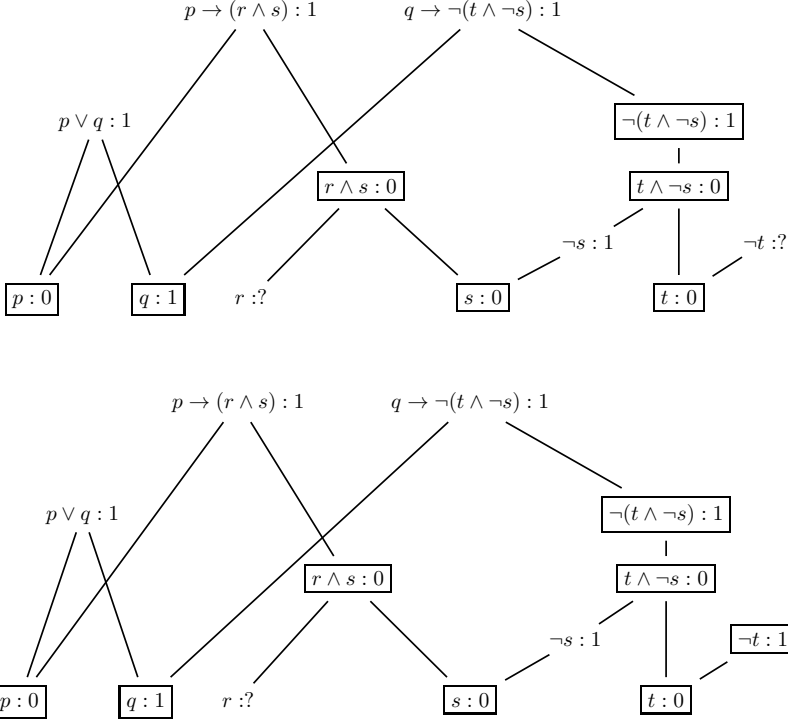 p → (r ∧ s) : 1 q → ¬(t ∧ ¬s) : 1
p ∨ q : 1 ¬(t ∧ ¬s) : 1
r ∧ s : 0 t ∧ ¬s : 0
¬s : 1 ¬t :?
p : 0 q : 1 r :? s : 0 t : 0
p → (r ∧ s) : 1 q → ¬(t ∧ ¬s) : 1
p ∨ q : 1 ¬(t ∧ ¬s) : 1
r ∧ s : 0 t ∧ ¬s : 0
¬s : 1 ¬t : 1
p : 0 q : 1 r :? s : 0 t : 0